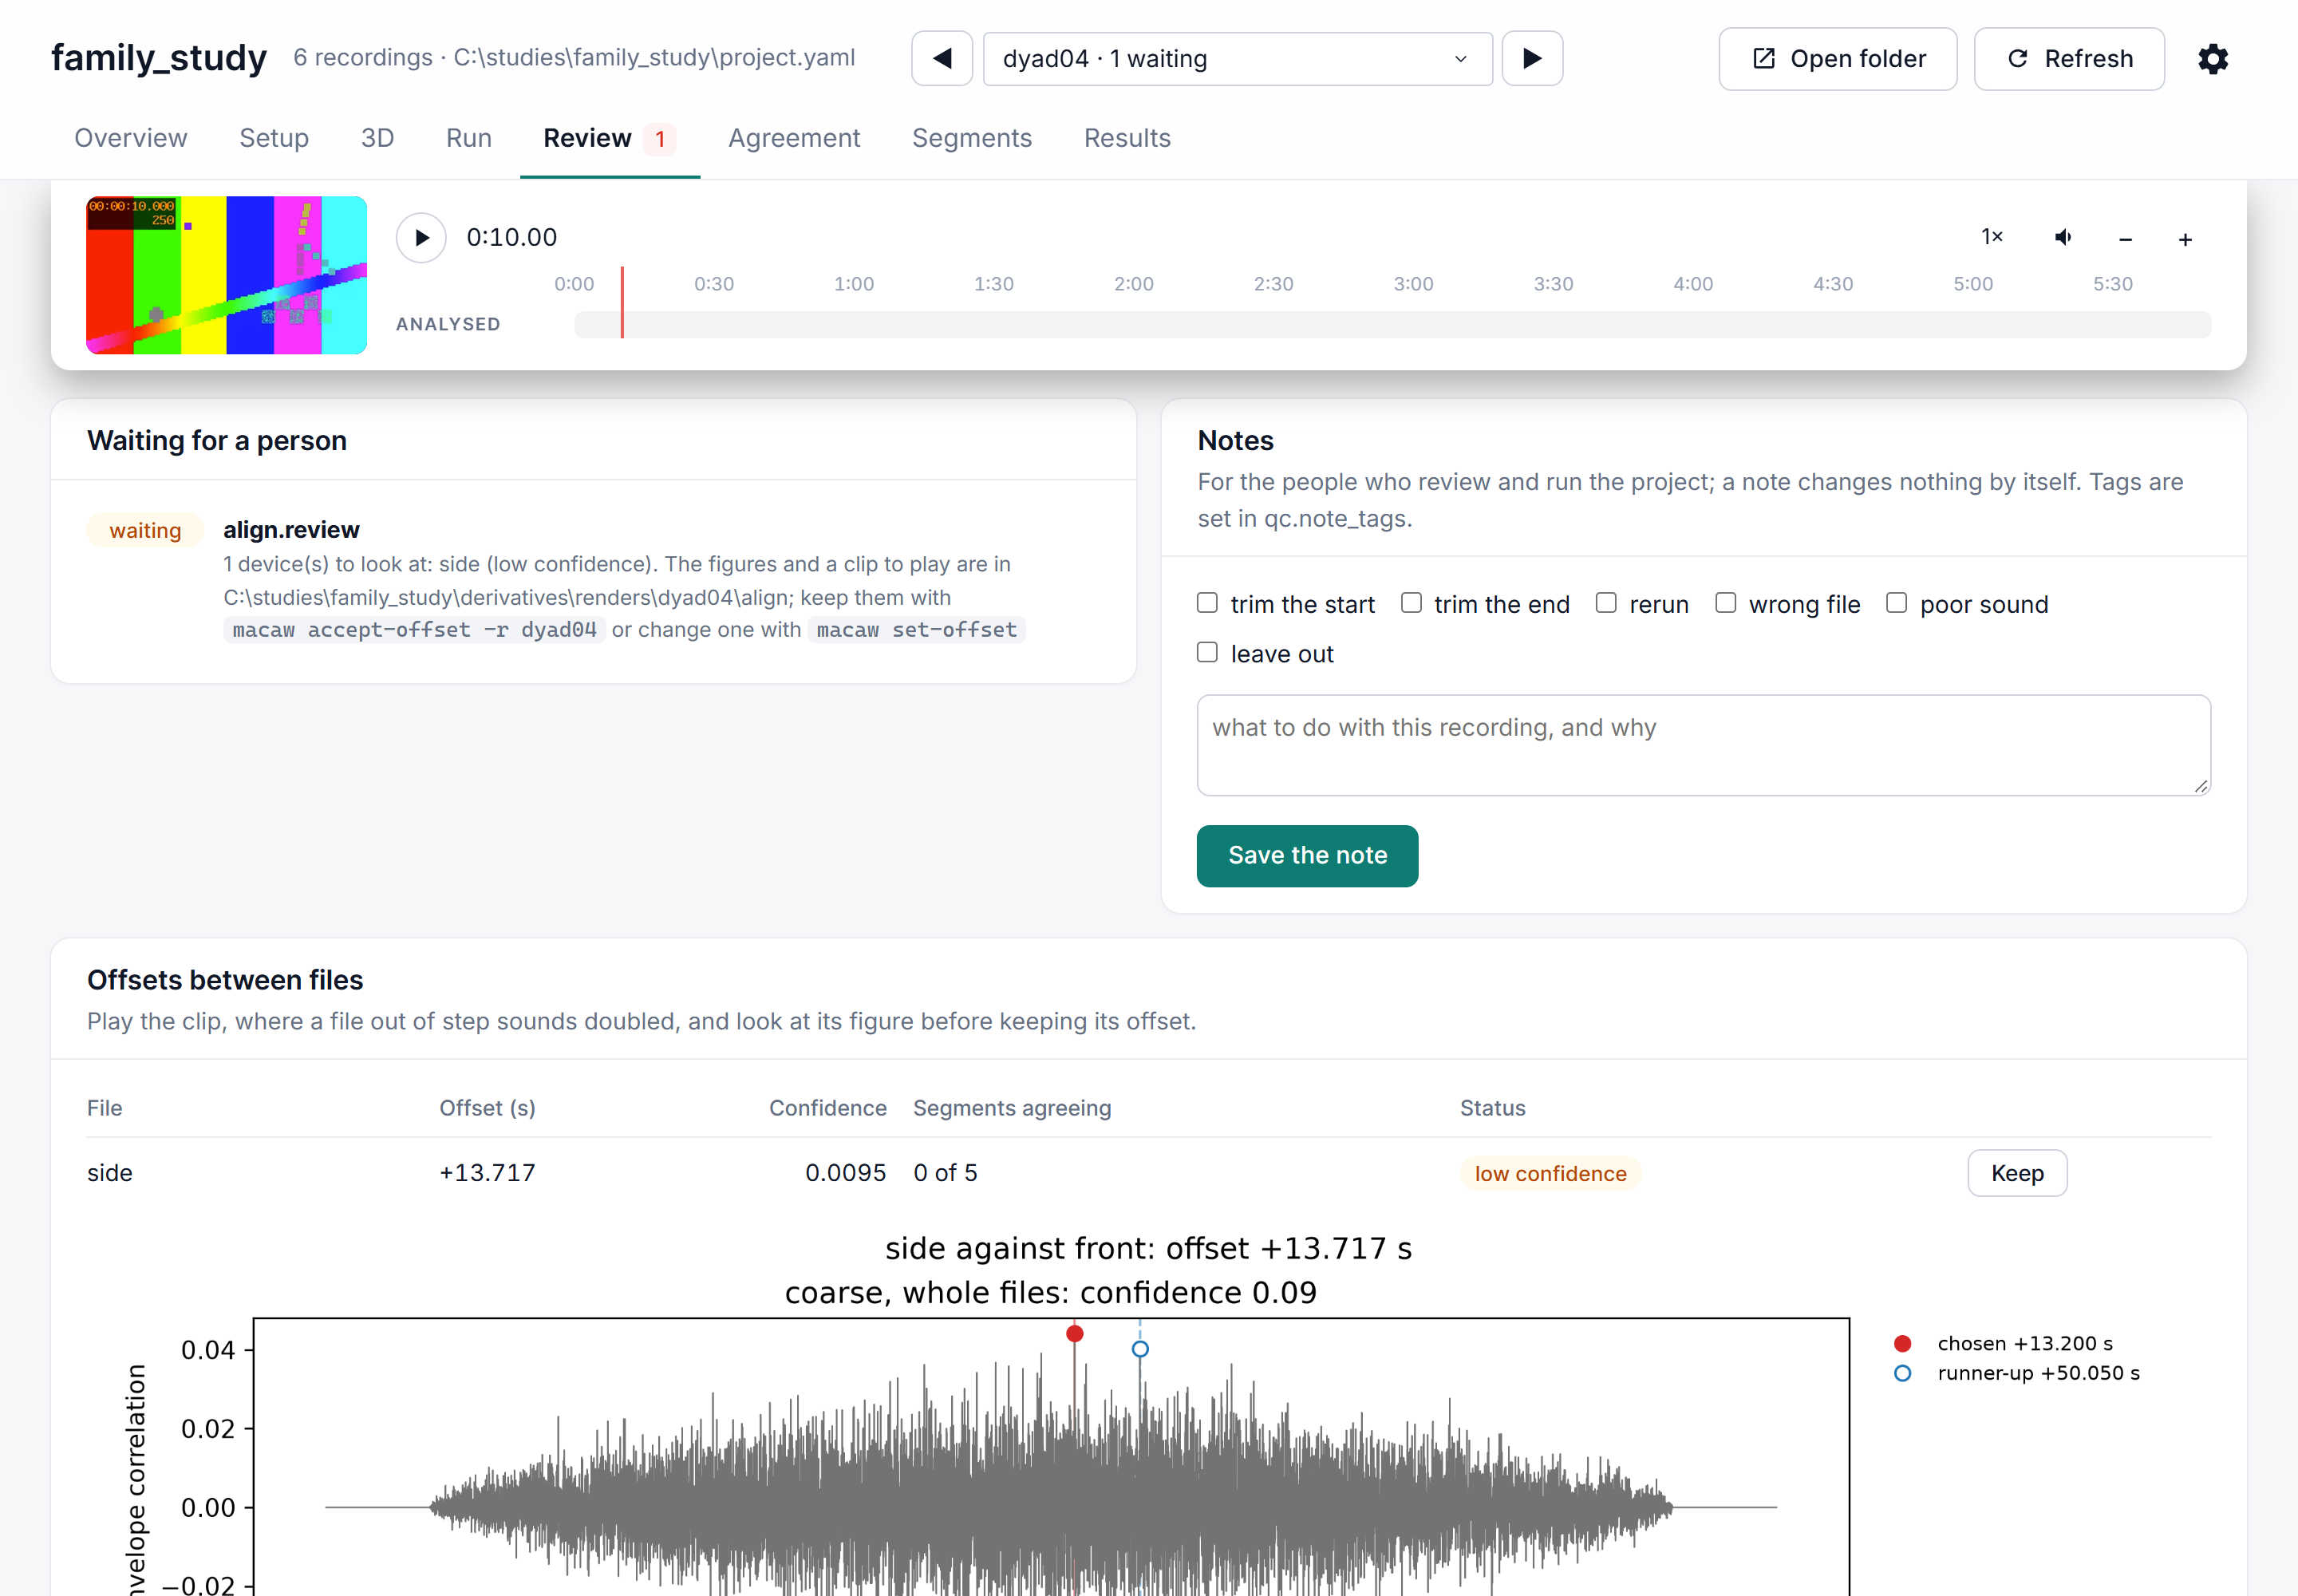 family_study
6 recordings · C:\studies\family_study\project.yaml
dyad04 · 1 waiting
Open folder
Refresh
Overview
Setup
3D
Run
Review 1
Agreement
Segments
Results
00:00:10.000
250
0:10.00
1×
–
+
0:00 0:30 1:00 1:30 2:00 2:30 3:00 3:30 4:00 4:30 5:00 5:30
ANALYSED
Waiting for a person
waiting
align.review
1 device(s) to look at: side (low confidence). The figures and a clip to play are in
C:\studies\family_study\derivatives\renders\dyad04\align; keep them with
macaw accept-offset -r dyad04 or change one with macaw set-offset
Notes
For the people who review and run the project; a note changes nothing by itself. Tags are
set in qc.note_tags.
trim the start
trim the end
rerun
wrong file
poor sound
leave out
what to do with this recording, and why
Save the note
Offsets between files
Play the clip, where a file out of step sounds doubled, and look at its figure before keeping its offset.
File Offset (s) Confidence Segments agreeing Status
side +13.717 0.0095 0 of 5 low confidence Keep
side against front: offset +13.717 s
coarse, whole files: confidence 0.09
0.04
0.02
0.00
−0.02
chosen +13.200 s
runner-up +50.050 s